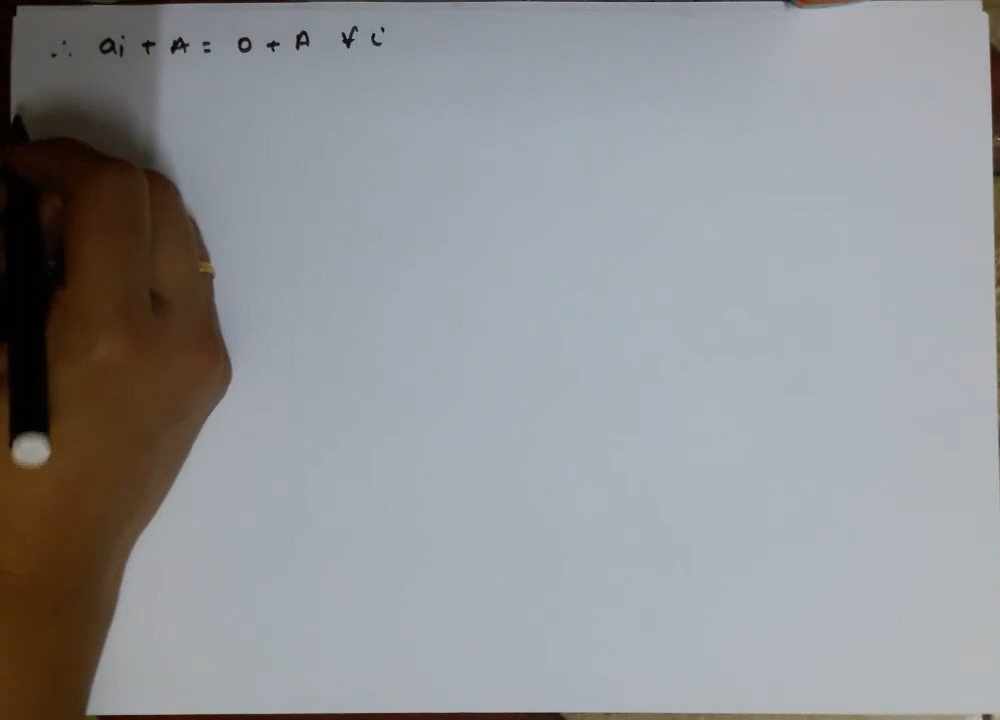 ∴ ai + A = 0 + A ∀ i